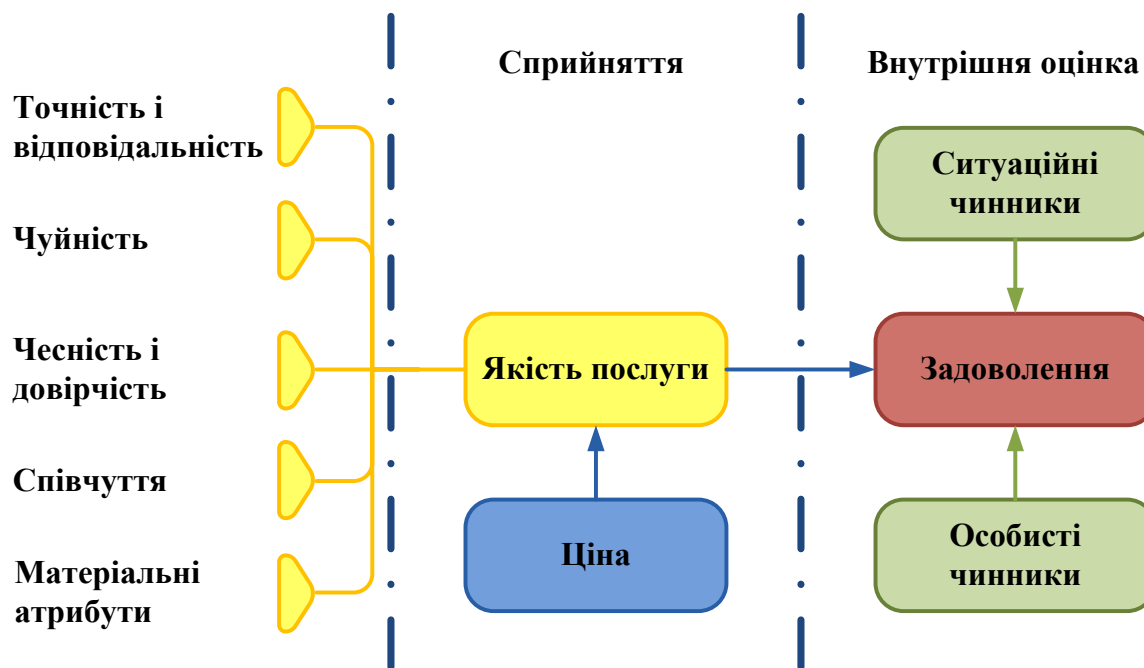 Сприйняття
Внутрішня оцінка
Точність і
відповідальність
Чуйність
Чесність і
довірчість
Співчуття
Матеріальні
атрибути
Якість послуги
Ціна
Ситуаційні
чинники
Задоволення
Особисті
чинники